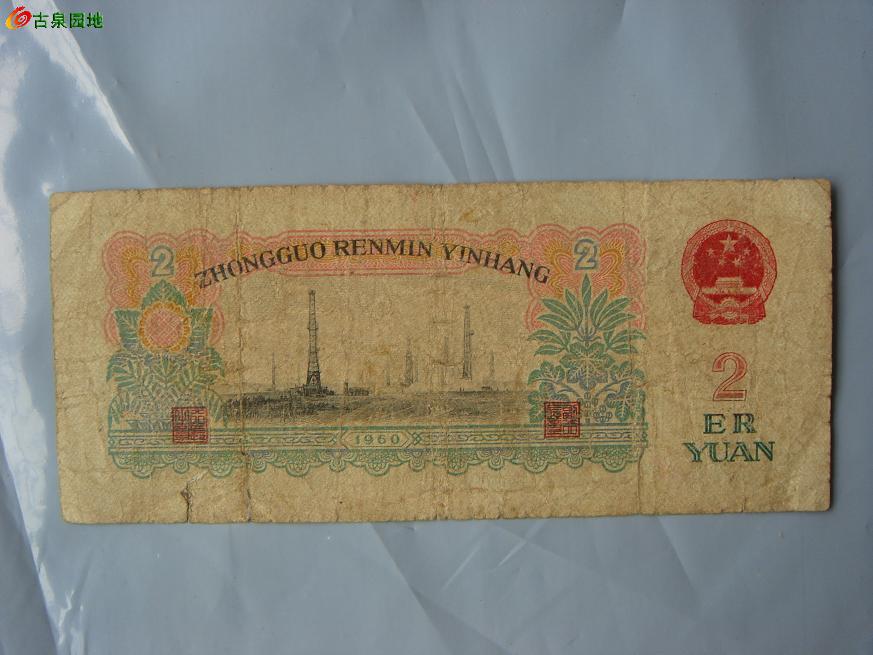 古泉园地
2 ZHONGGUO RENMIN YINHANG 2
1960
2
ER
YUAN